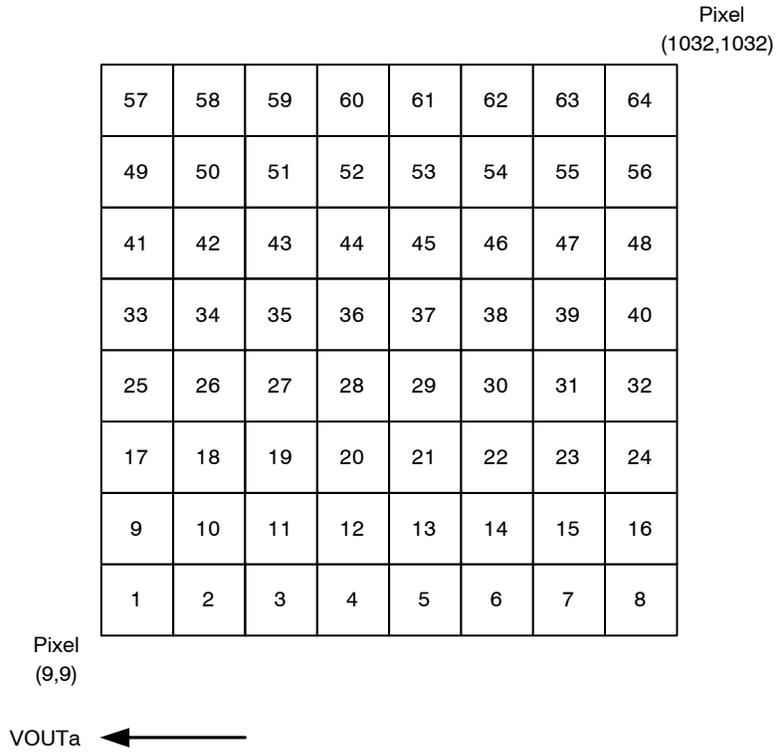 Pixel
(1032,1032)
57 58 59 60 61 62 63 64
49 50 51 52 53 54 55 56
41 42 43 44 45 46 47 48
33 34 35 36 37 38 39 40
25 26 27 28 29 30 31 32
17 18 19 20 21 22 23 24
9 10 11 12 13 14 15 16
1 2 3 4 5 6 7 8
Pixel
(9,9)
VOUTa